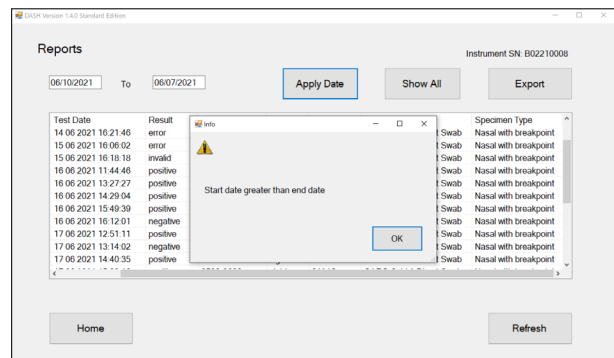 DASH Version 1.4.0 Standard Edition
Reports
Instrument SN: B02210008
06/10/2021 To 06/07/2021 Apply Date Show All Export
Test Date Result Specimen Type
14 06 2021 16:21:46 error t Swab Nasal with breakpoint
15 06 2021 16:06:02 error t Swab Nasal with breakpoint
15 06 2021 16:18:18 invalid t Swab Nasal with breakpoint
16 06 2021 11:44:46 positive t Swab Nasal with breakpoint
16 06 2021 13:27:27 positive t Swab Nasal with breakpoint
16 06 2021 14:29:04 positive t Swab Nasal with breakpoint
16 06 2021 15:49:39 positive t Swab Nasal with breakpoint
16 06 2021 16:12:01 negative t Swab Nasal with breakpoint
17 06 2021 12:51:11 positive t Swab Nasal with breakpoint
17 06 2021 13:14:02 negative t Swab Nasal with breakpoint
17 06 2021 14:40:35 positive t Swab Nasal with breakpoint
Info
Start date greater than end date
OK
Home Refresh